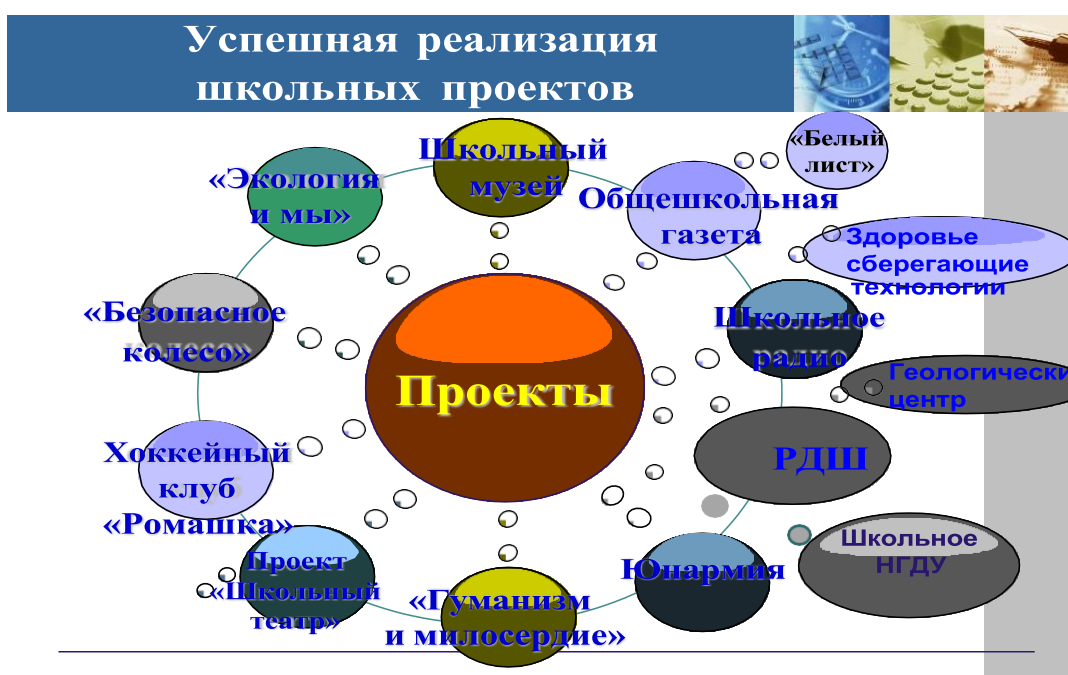 Успешная реализация
школьных проектов
Школьный
музей
«Белый
лист»
«Экология
и мы»
Общешкольная
газета
Здоровье
сберегающие
технологии
«Безопасное
колесо»
Школьное
радио
Проекты
Геологически
центр
Хоккейный
клуб
«Ромашка»
РДШ
Школьное
НГДУ
Проект
«Школьный
театр»
«Гуманизм
и милосердие»
Юнармия